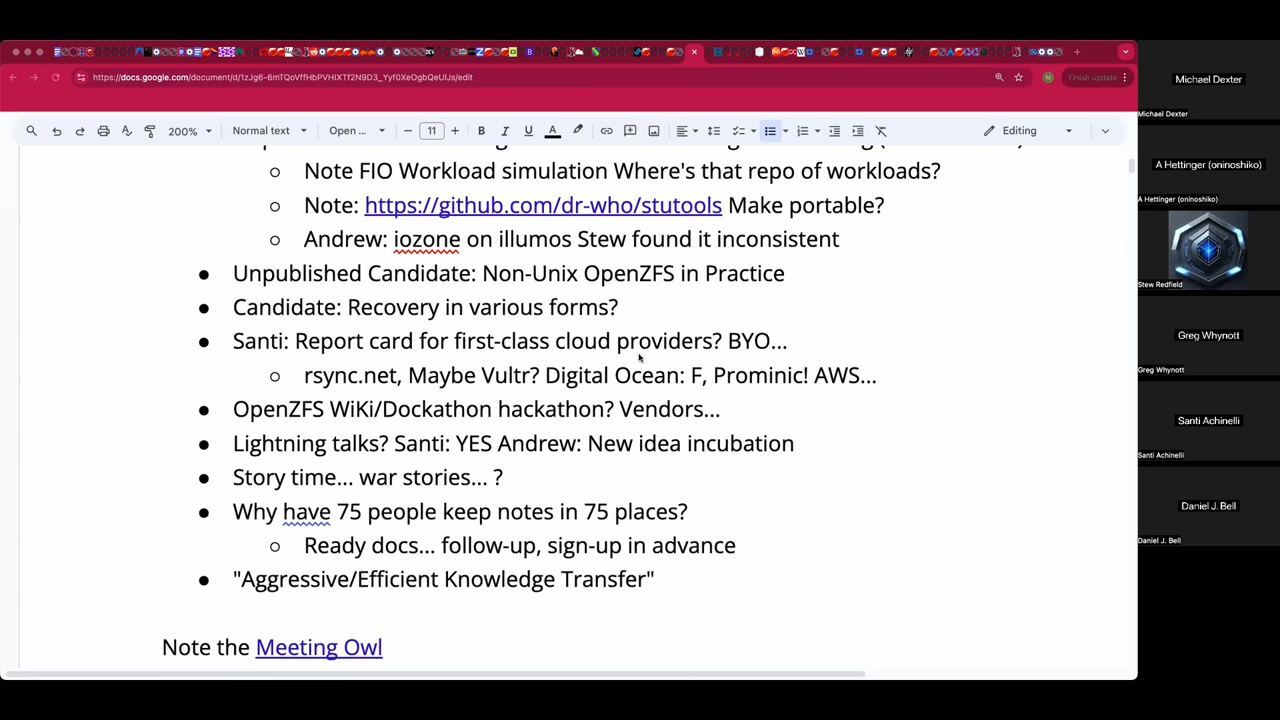 https://docs.google.com/document/d/1zJg6-6mTQoVffHbPVHIXTf2N9D3_Yyf0XeOgbQeUlJs/edit
M
Finish update
200%
Normal text
Open ...
11
B I U A
Editing
Note FIO Workload simulation Where's that repo of workloads?
Note: https://github.com/dr-who/stutools Make portable?
Andrew: iozone on illumos Stew found it inconsistent
Unpublished Candidate: Non-Unix OpenZFS in Practice
Candidate: Recovery in various forms?
Santi: Report card for first-class cloud providers? BYO...
rsync.net, Maybe Vultr? Digital Ocean: F, Prominic! AWS...
OpenZFS WiKi/Dockathon hackathon? Vendors...
Lightning talks? Santi: YES Andrew: New idea incubation
Story time... war stories... ?
Why have 75 people keep notes in 75 places?
Ready docs... follow-up, sign-up in advance
"Aggressive/Efficient Knowledge Transfer"
Note the Meeting Owl
Michael Dexter
Michael Dexter
A Hettinger (oninoshiko)
A Hettinger (oninoshiko)
Stew Redfield
Greg Whynott
Greg Whynott
Santi Achinelli
Santi Achinelli
Daniel J. Bell
Daniel J. Bell